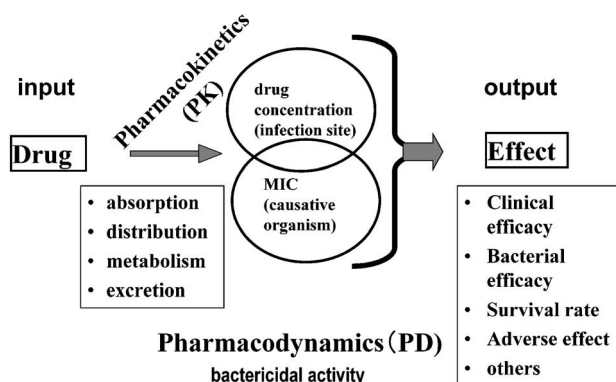 input
Drug
Pharmacokinetics
(PK)
• absorption
• distribution
• metabolism
• excretion
drug
concentration
(infection site)
MIC
(causative
organism)
output
Effect
• Clinical
efficacy
• Bacterial
efficacy
• Survival rate
• Adverse effect
• others
Pharmacodynamics(PD)
bactericidal activity